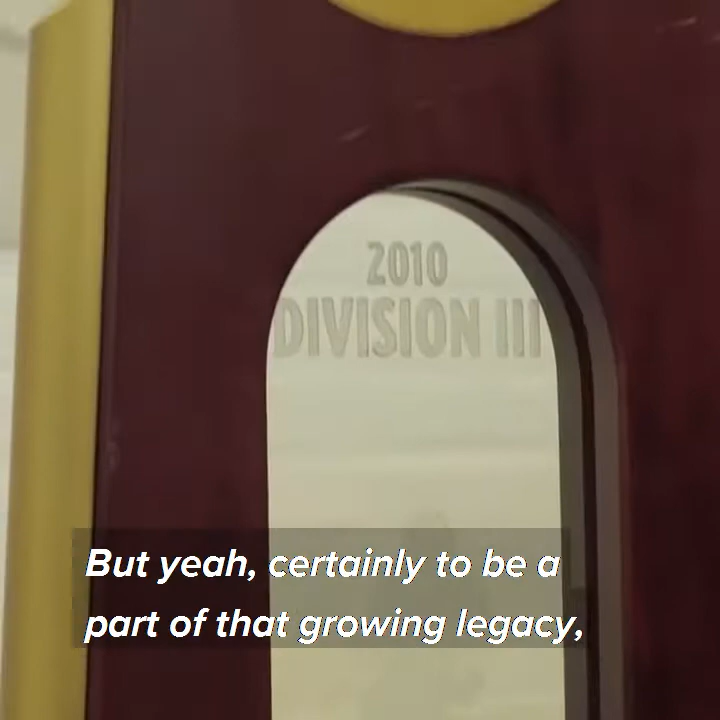 2010
DIVISION III
But yeah, certainly to be a
part of that growing legacy,